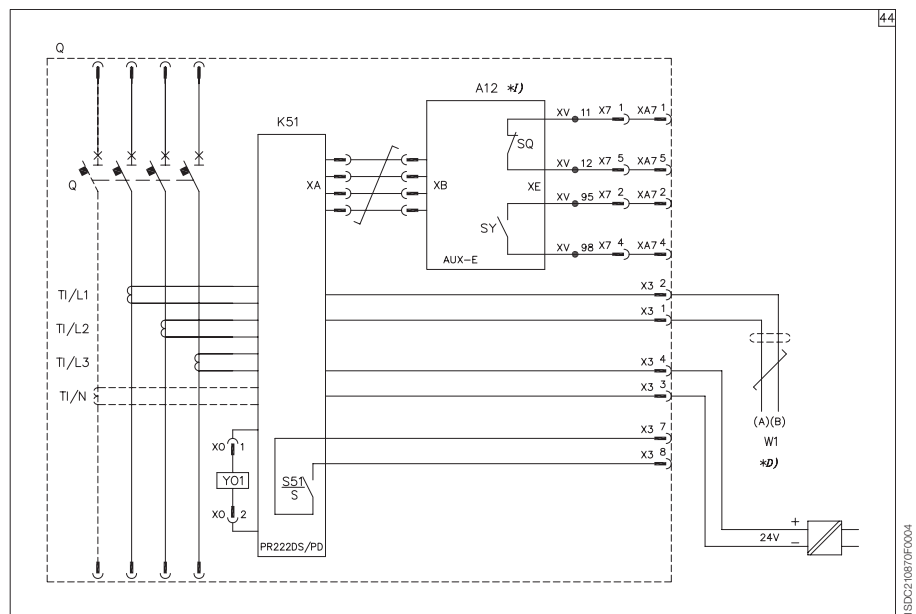 44
Q
A12 *I)
K51
XV 11 X7 1 XA7 1
SQ
XA XB XE
XV 12 X7 5 XA7 5
Q
XV 95 X7 2 XA7 2
SY
XV 98 X7 4 XA7 4
AUX-E
TI/L1
X3 2
X3 1
TI/L2
TI/L3
X3 4
TI/N
X3 3
(A)(B)
W1
*D)
X3 7
XO 1
X3 8
YO1
S51
S
XO 2
PR222DS/PD
+
24V
−
1SDC210870F0004